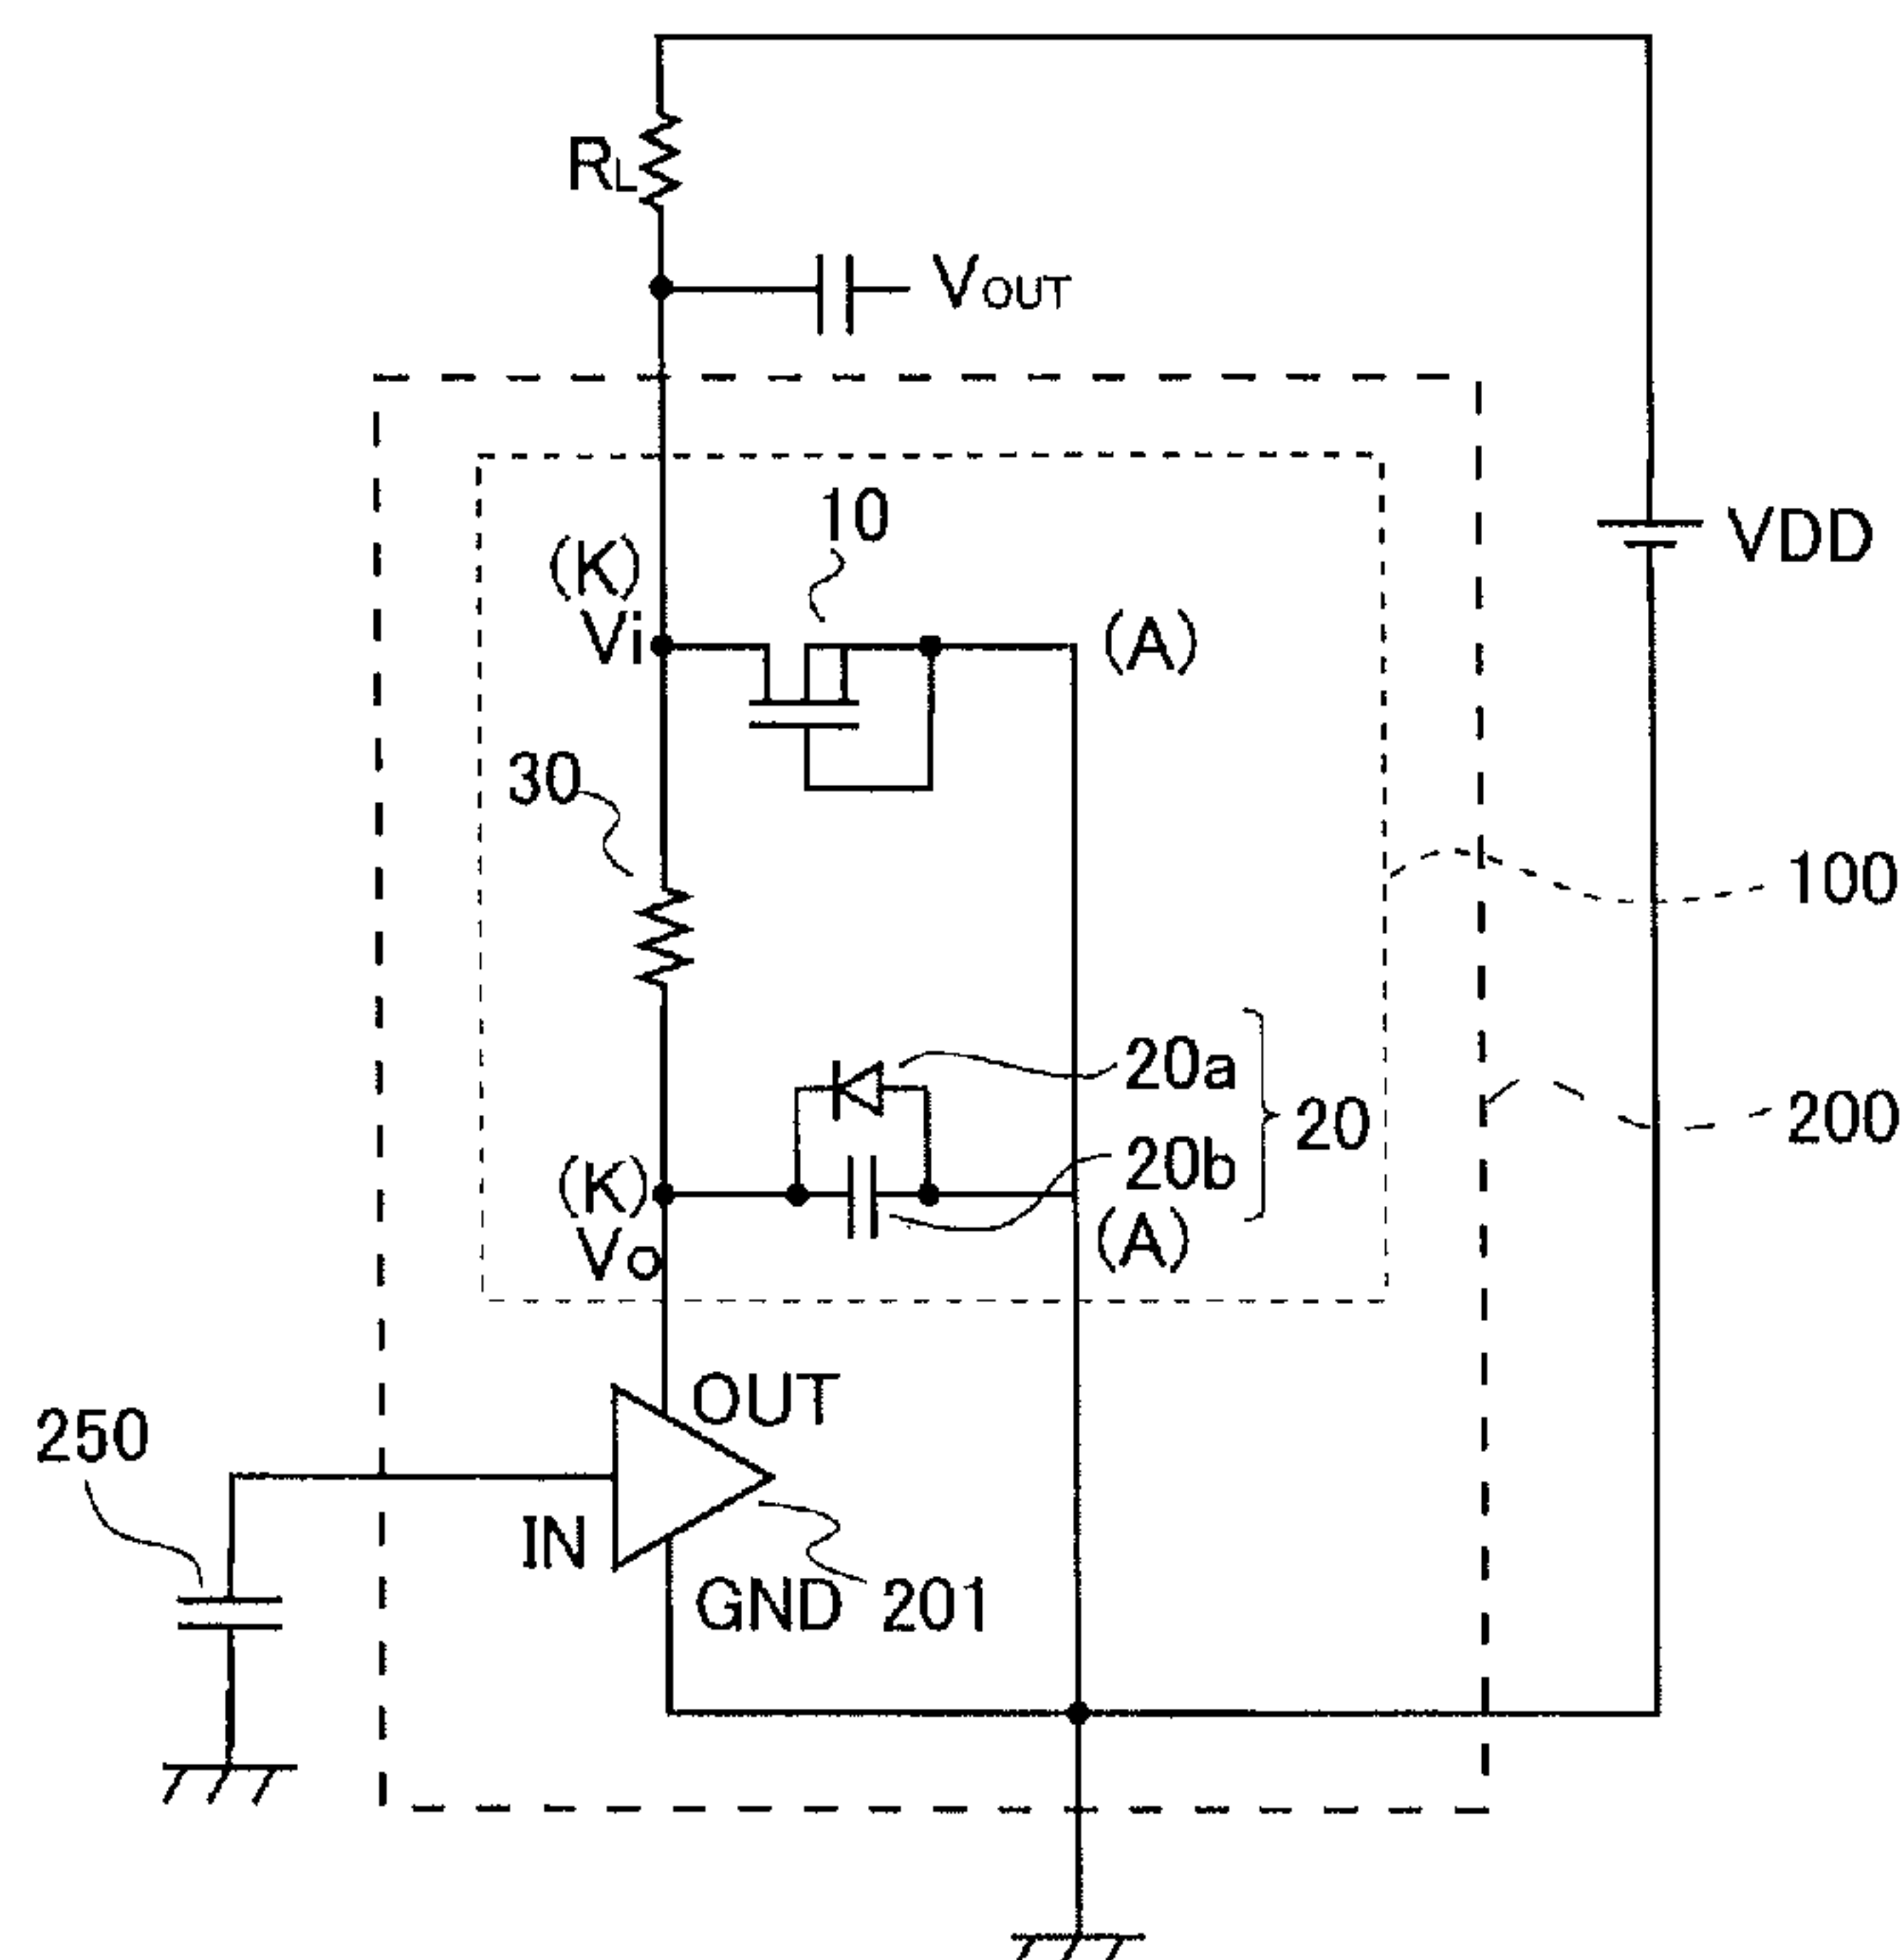 RL
VOUT
10
(K)
VDD
Vi
(A)
30
100
20a
20
200
20b
(K)
(A)
Vo
OUT
250
IN
GND
201